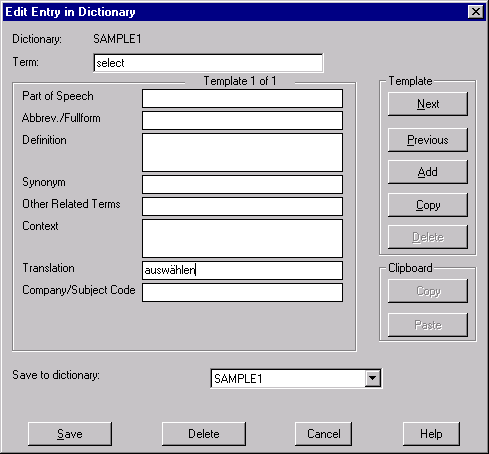 Edit Entry in Dictionary
Dictionary: SAMPLE1
Term: select
Template 1 of 1
Part of Speech
Abbrev./Fullform
Definition
Synonym
Other Related Terms
Context
Translation auswählen
Company/Subject Code
Template
Next
Previous
Add
Copy
Delete
Clipboard
Copy
Paste
Save to dictionary: SAMPLE1
Save Delete Cancel Help